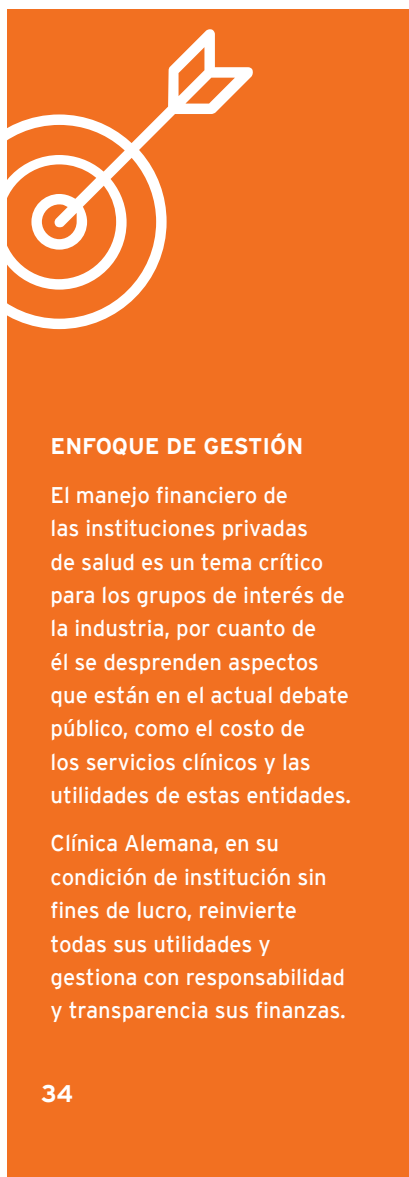 ENFOQUE DE GESTIÓN
El manejo financiero de
las instituciones privadas
de salud es un tema crítico
para los grupos de interés de
la industria, por cuanto de
él se desprenden aspectos
que están en el actual debate
público, como el costo de
los servicios clínicos y las
utilidades de estas entidades.
Clínica Alemana, en su
condición de institución sin
fines de lucro, reinvierte
todas sus utilidades y
gestiona con responsabilidad
y transparencia sus finanzas.
34